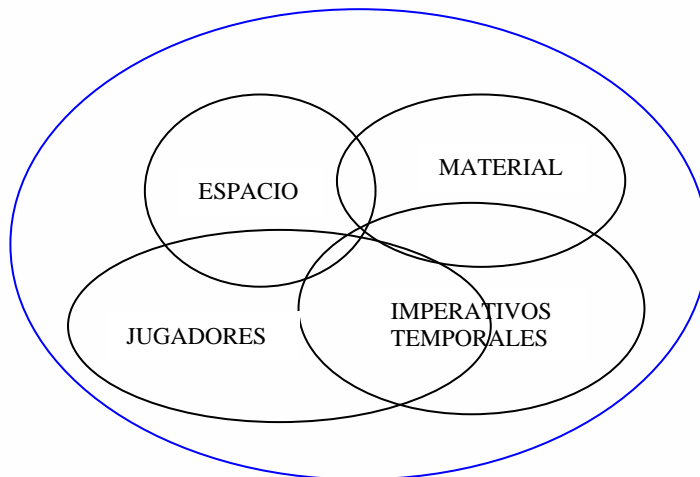 ESPACIO
MATERIAL
JUGADORES
IMPERATIVOS
TEMPORALES